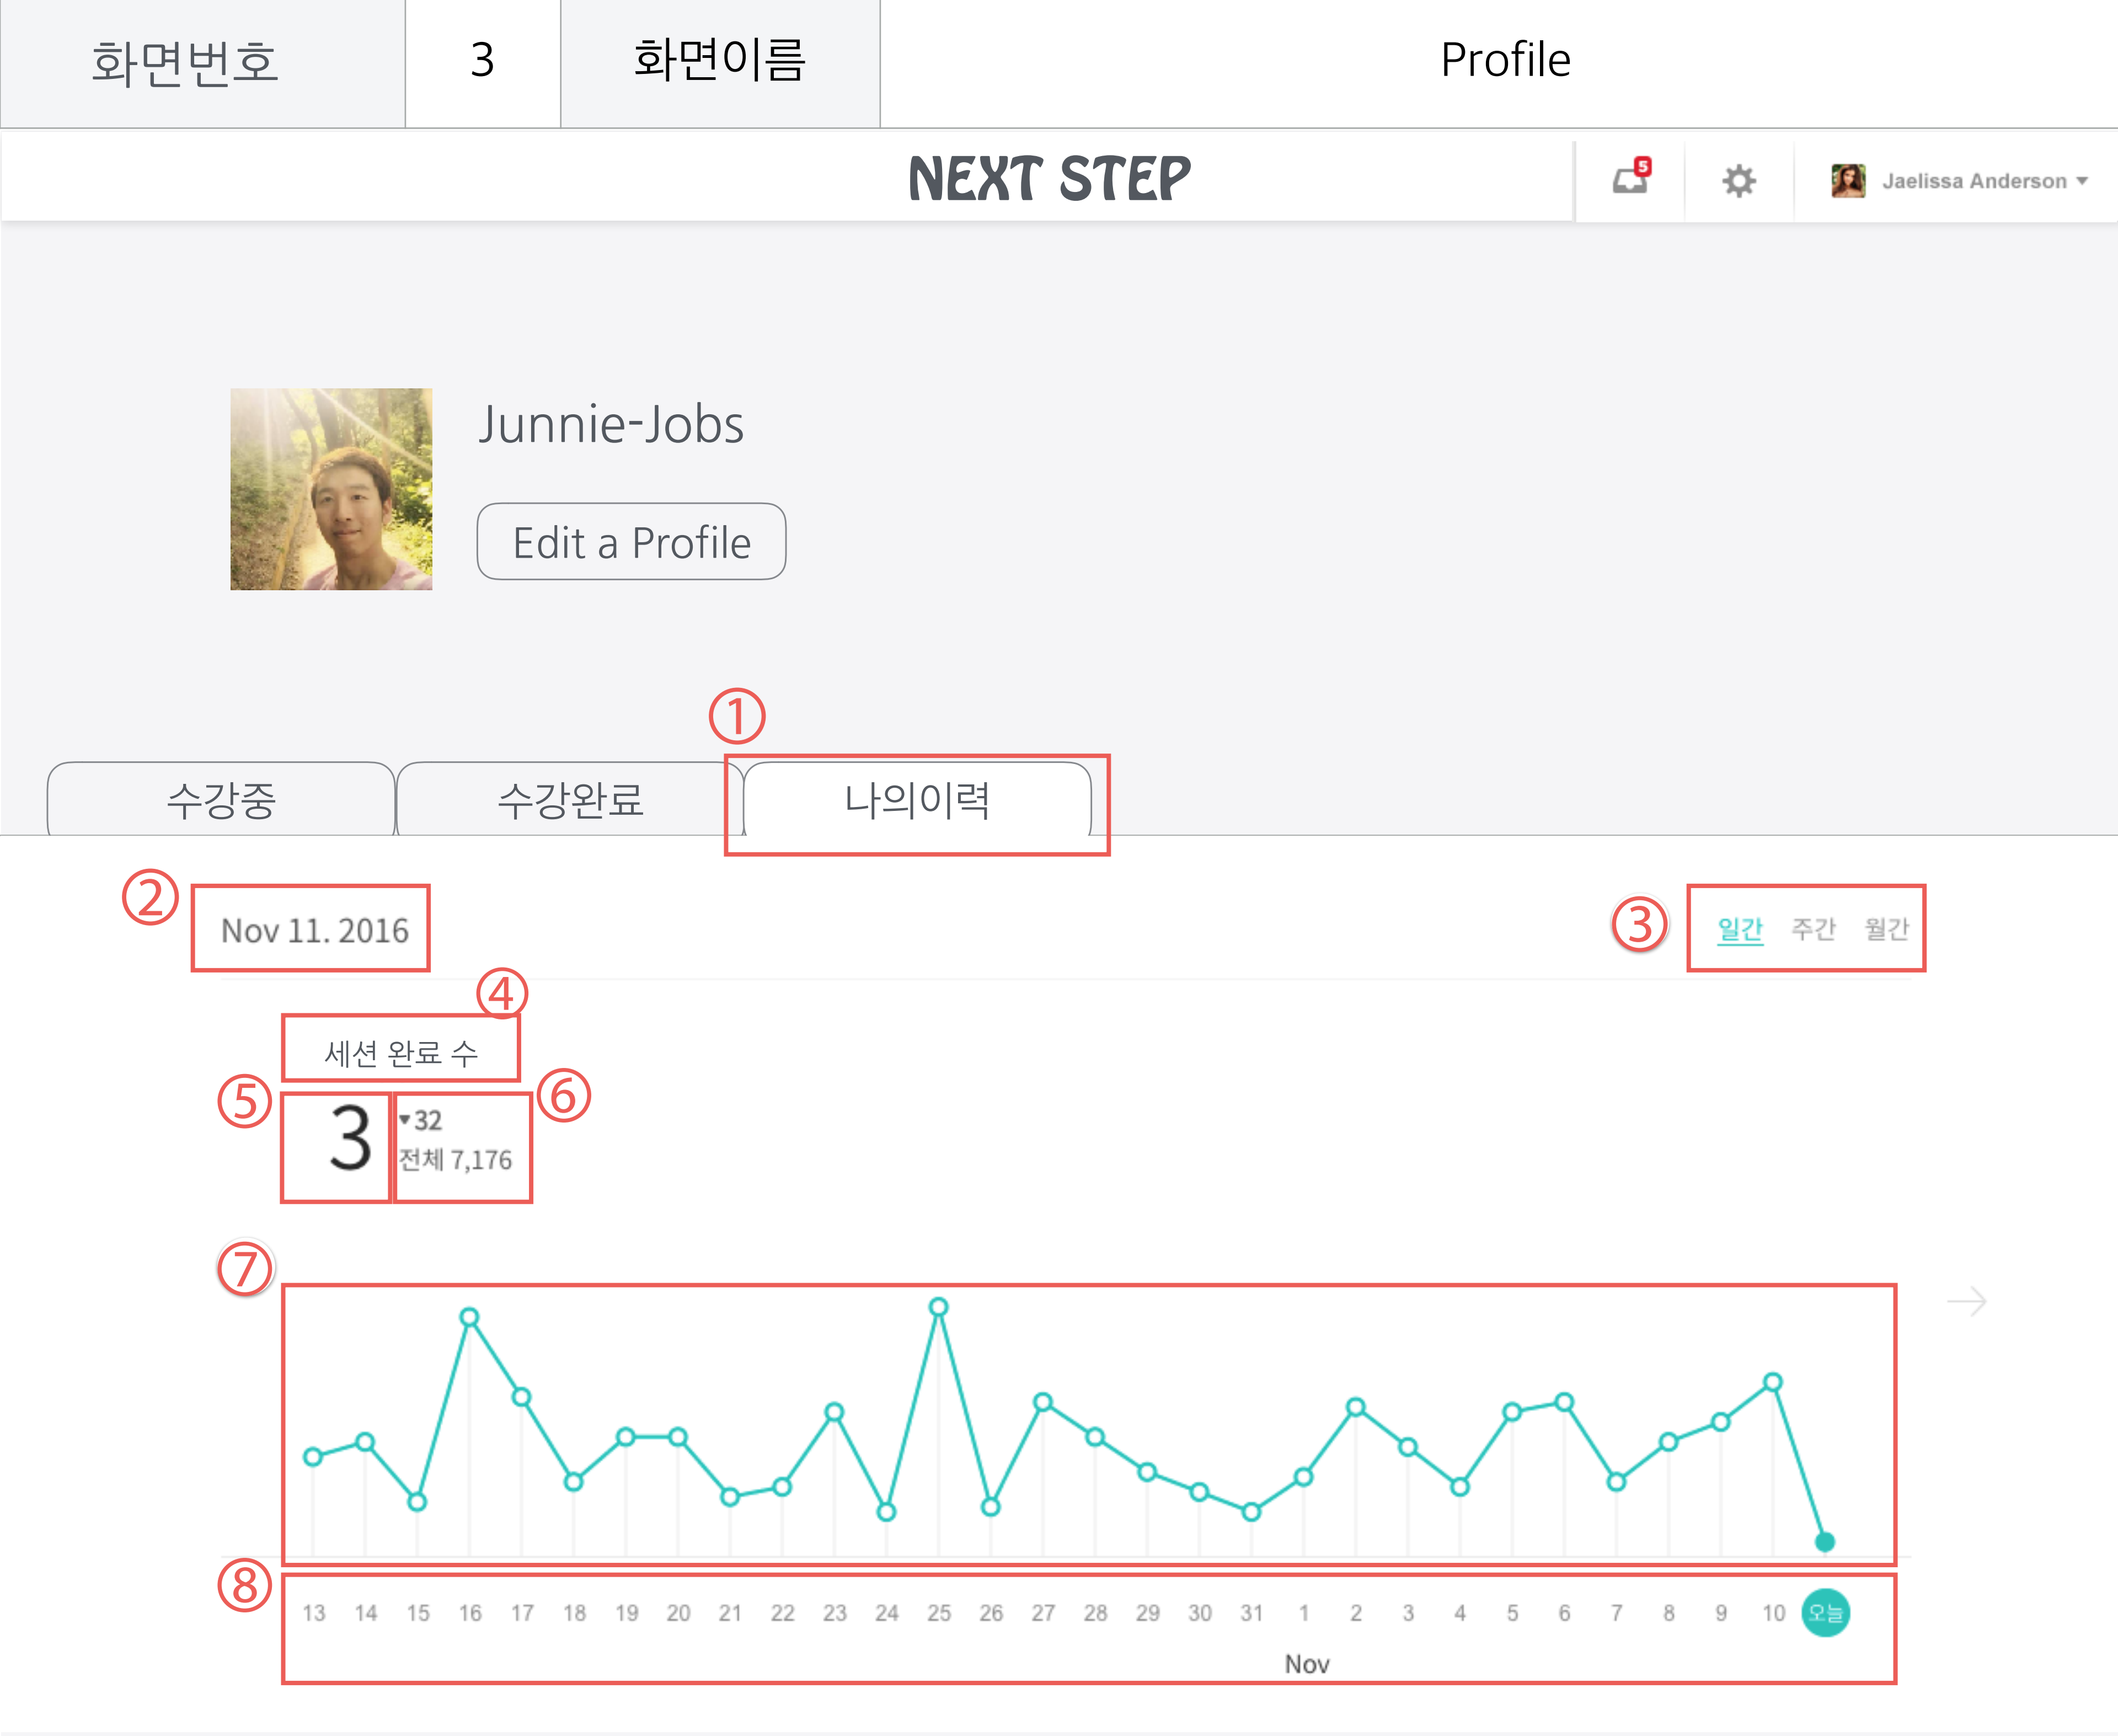 화면번호 3 화면이름 Profile
NEXT STEP 5 Jaelissa Anderson
Junnie-Jobs
Edit a Profile
①
수강중 수강완료 나의이력
②
Nov 11. 2016
③
일간 주간 월간
④
세션 완료 수
⑤
3
⑥
▼32
전체 7,176
⑦
⑧
13 14 15 16 17 18 19 20 21 22 23 24 25 26 27 28 29 30 31 1 2 3 4 5 6 7 8 9 10 오늘
Nov